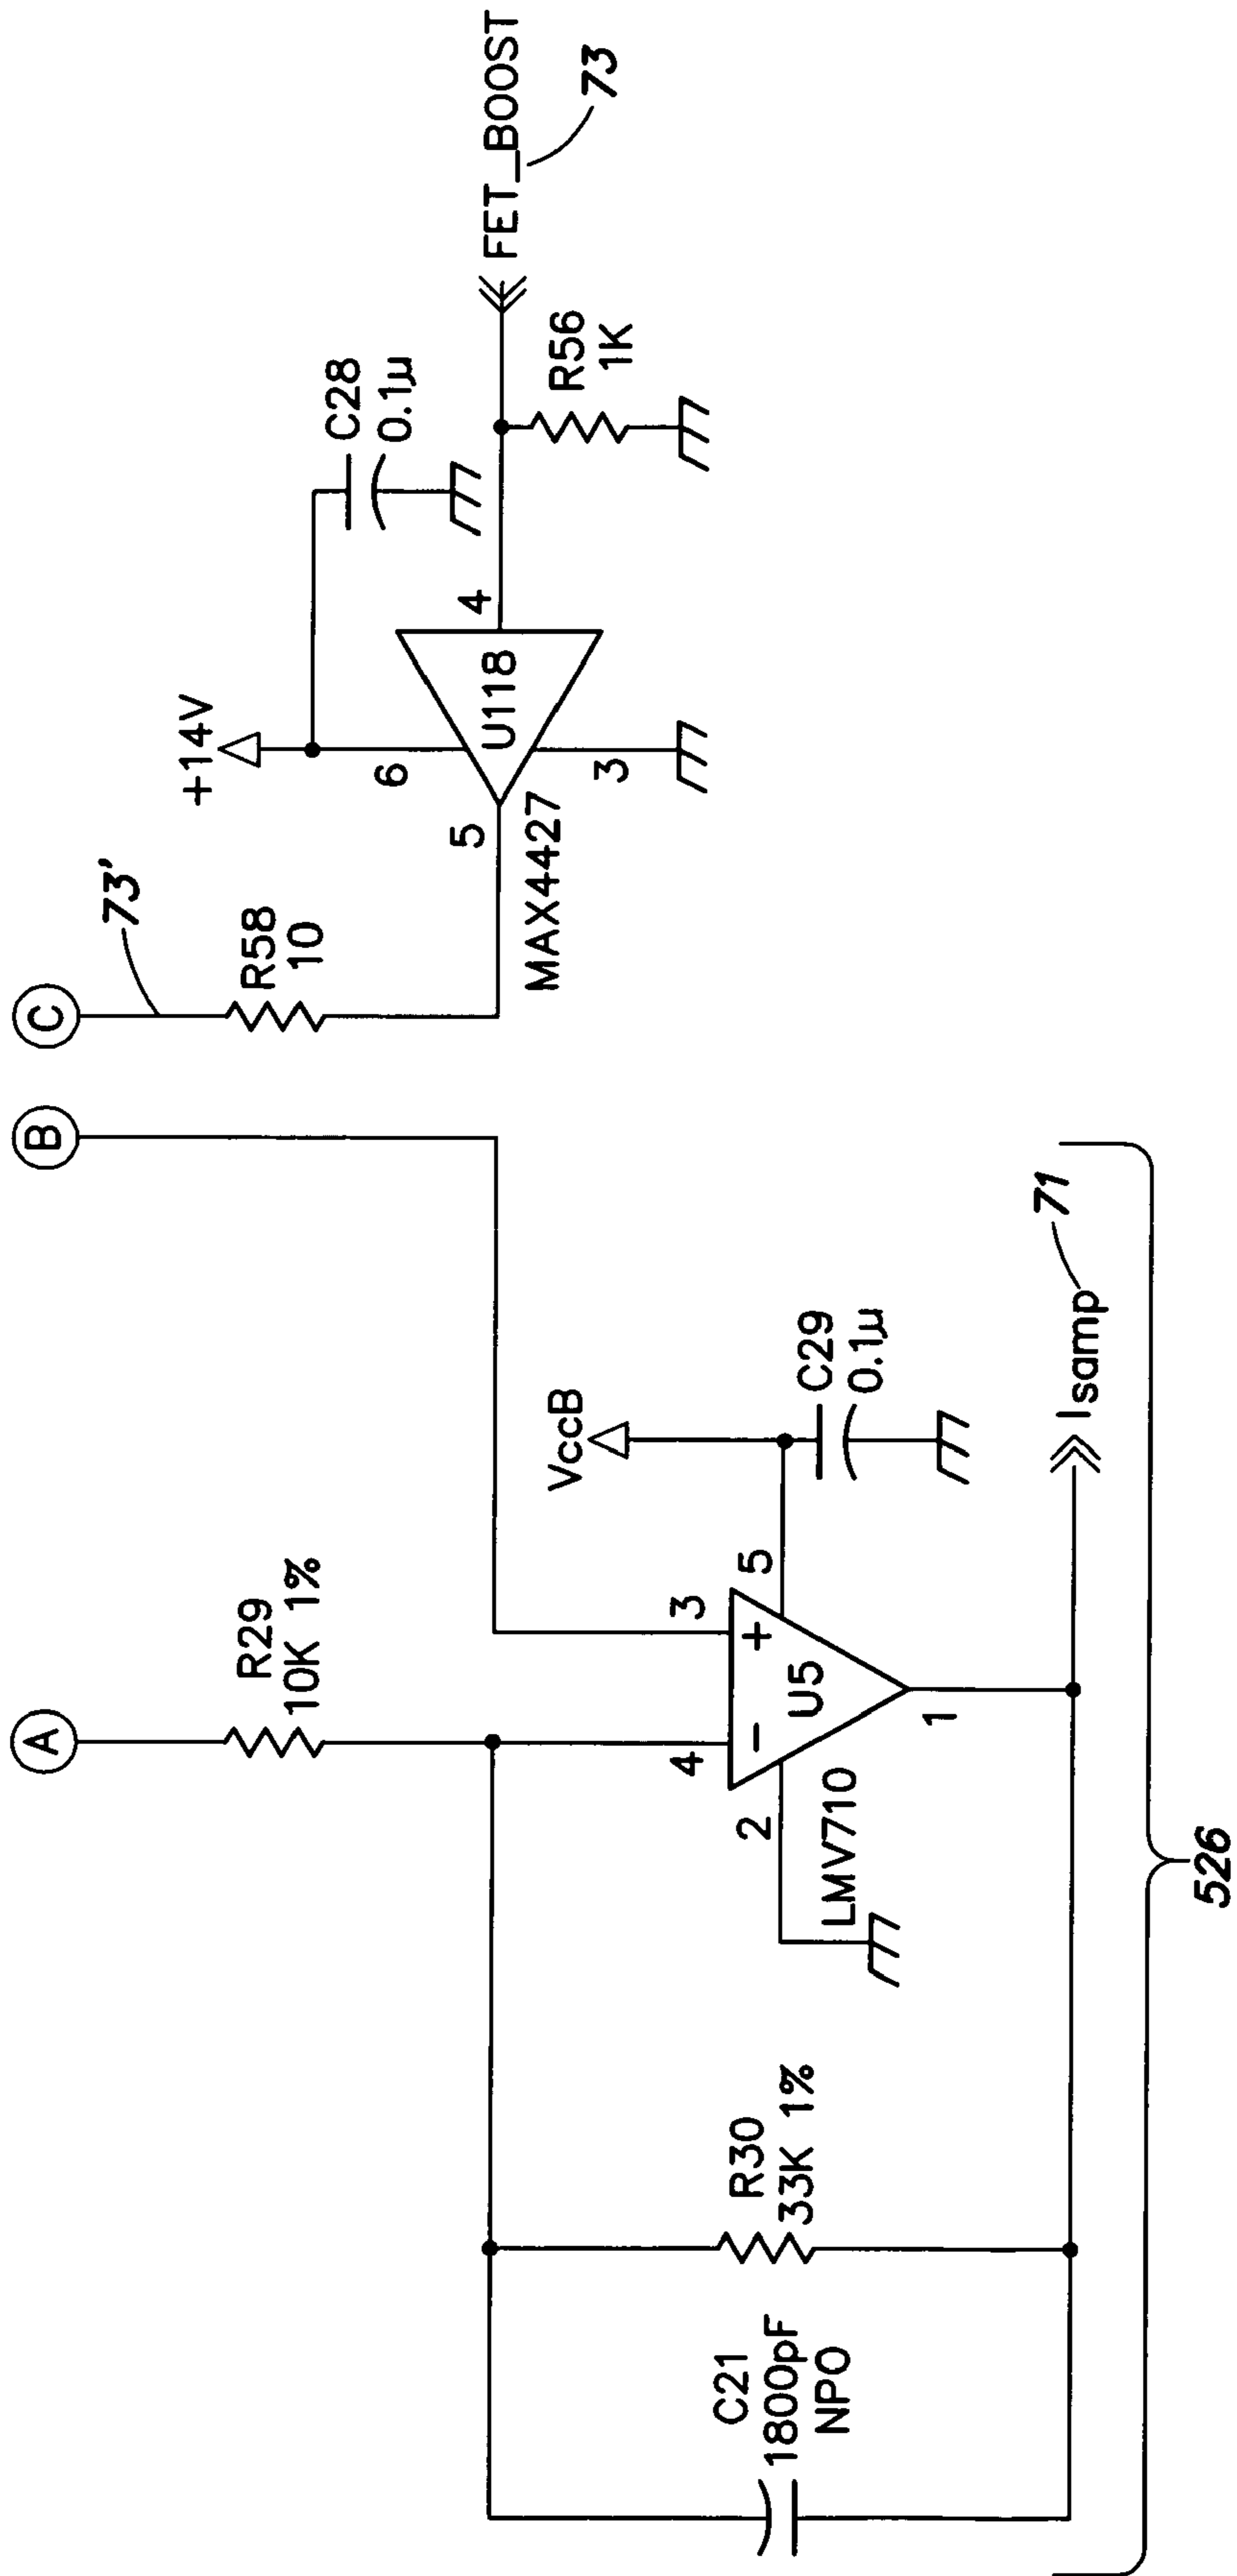 A
B
C
73'
R29
10K 1%
R58
10
+14V
6
5
U118
4
3
MAX4427
C28
0.1µ
FET_BOOST
73
R56
1K
VccB
4
3
-
+
U5
2
5
1
LMV710
C29
0.1µ
Isamp
71
C21
1800pF
NPO
R30
33K 1%
526